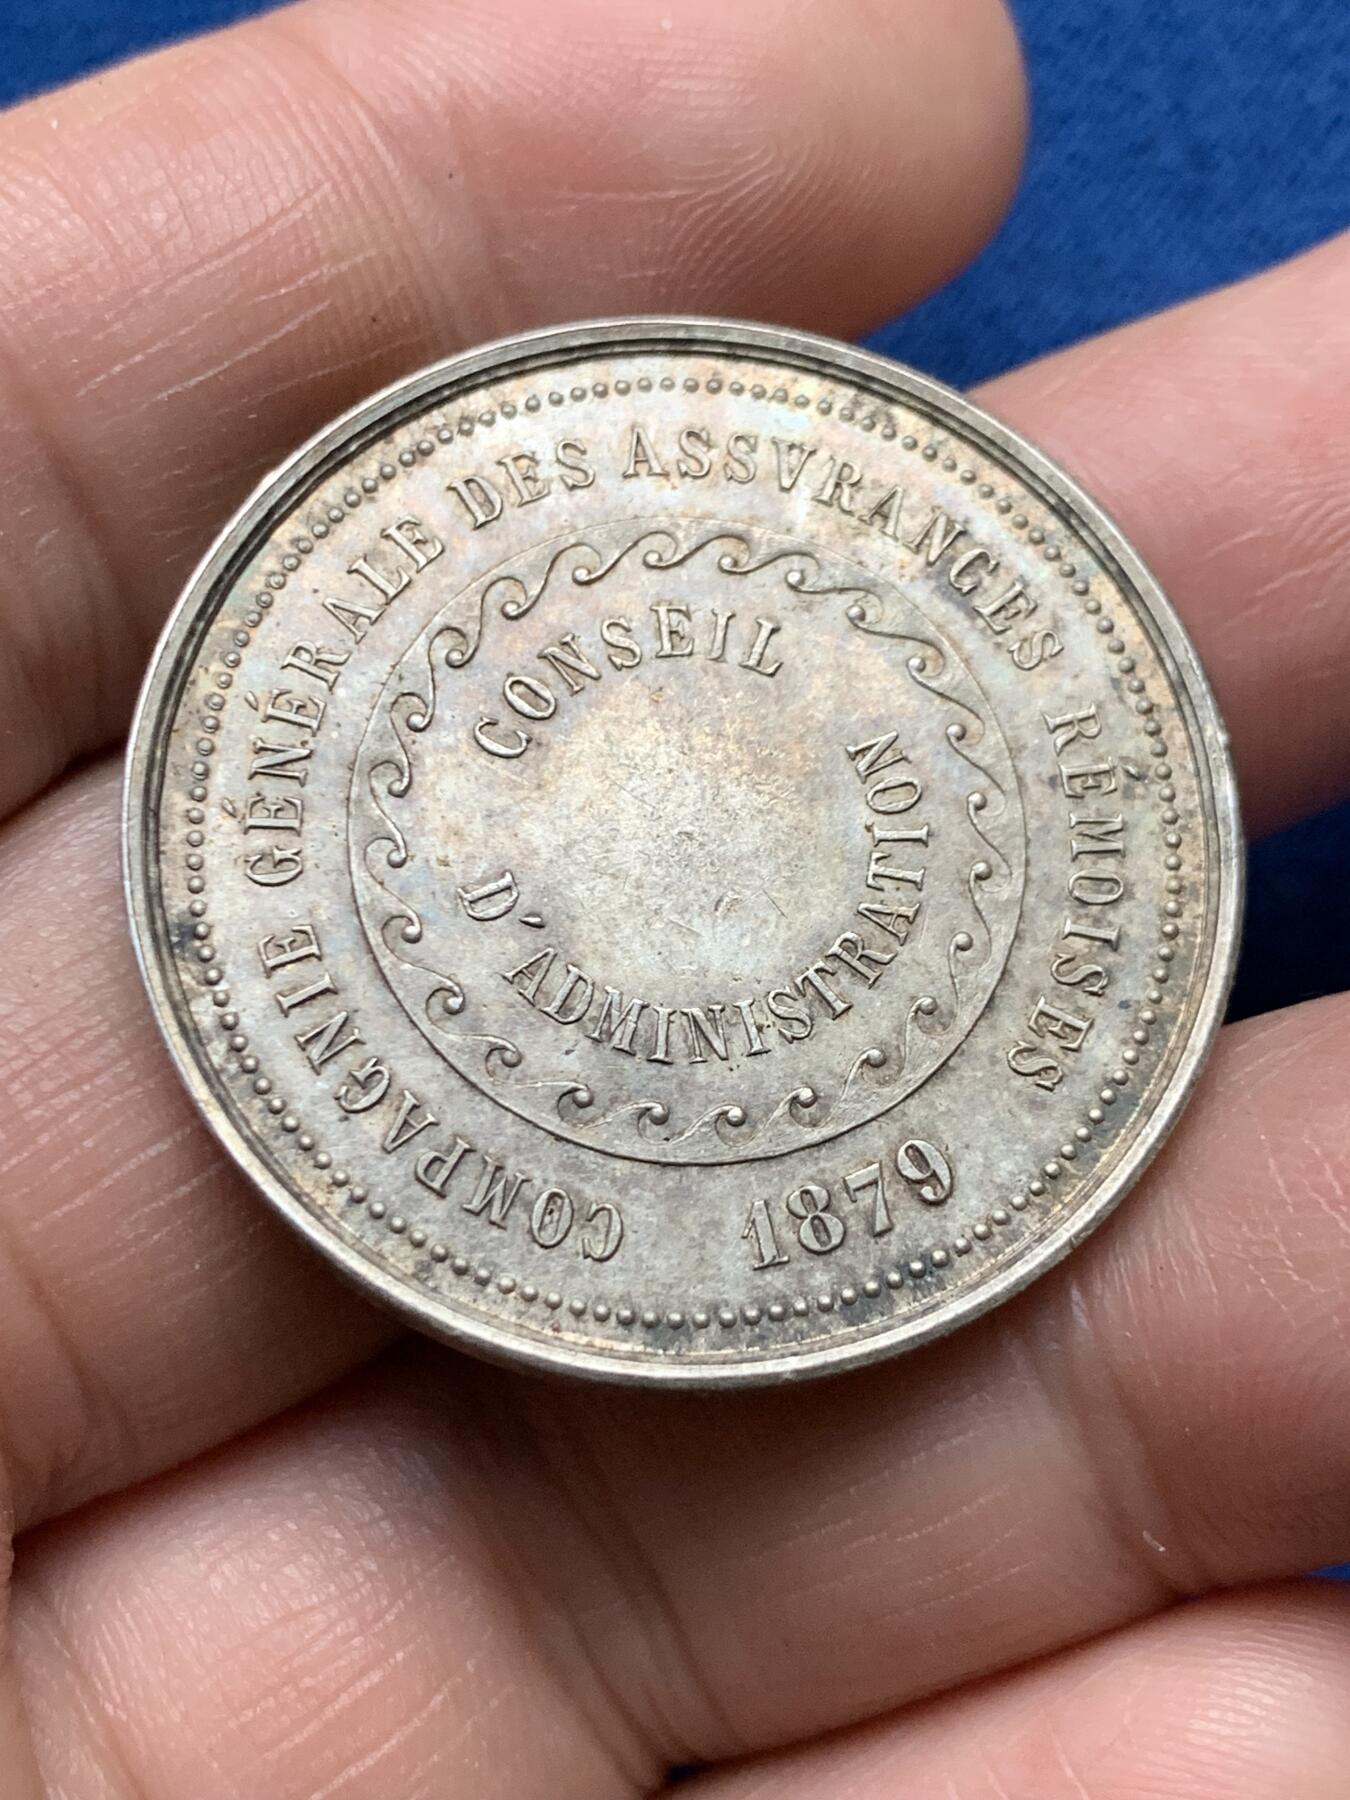 COMPAGNIE GÉNÉRALE DES ASSVRANCES RÉMOISES
1879
CONSEIL
D'ADMINISTRATION